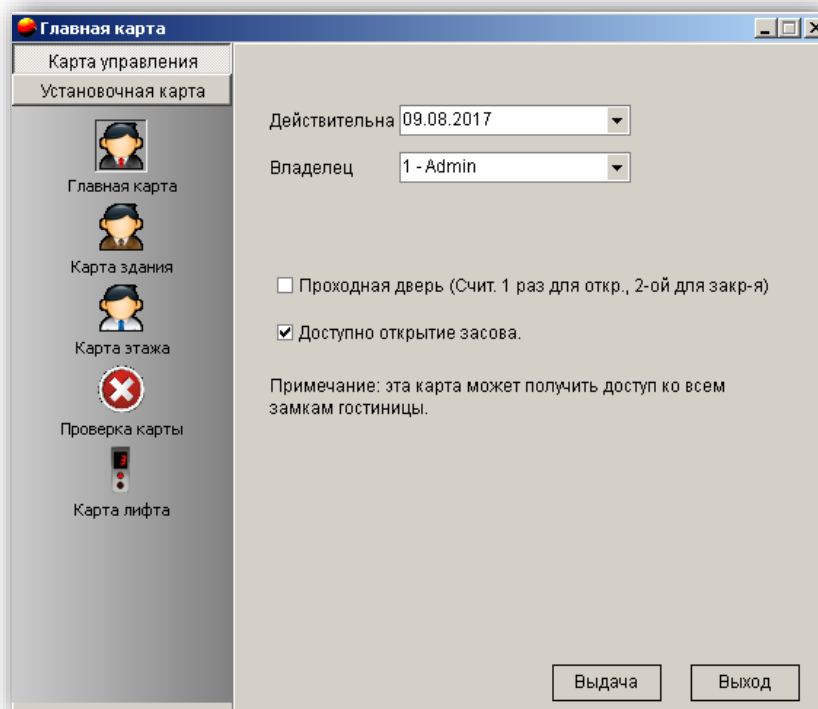 Главная карта
Карта управления
Установочная карта
Главная карта
Карта здания
Карта этажа
Проверка карты
3
Карта лифта
Действительна 09.08.2017
Владелец 1 - Admin
Проходная дверь (Счит. 1 раз для откр., 2-ой для закр-я)
Доступно открытие засова.
Примечание: эта карта может получить доступ ко всем
замкам гостиницы.
Выдача Выход